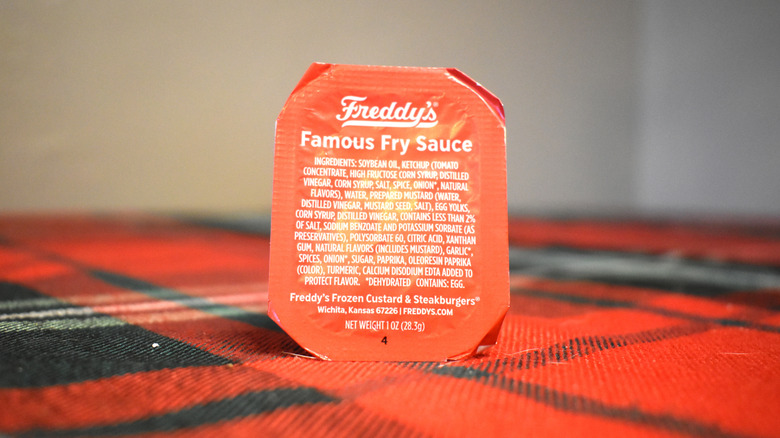 Freddy's®
Famous Fry Sauce
INGREDIENTS: SOYBEAN OIL, KETCHUP (TOMATO
CONCENTRATE, HIGH FRUCTOSE CORN SYRUP, DISTILLED
VINEGAR, CORN SYRUP, SALT, SPICE, ONION*, NATURAL
FLAVORS), WATER, PREPARED MUSTARD (WATER,
DISTILLED VINEGAR, MUSTARD SEED, SALT), EGG YOLKS,
CORN SYRUP, DISTILLED VINEGAR, CONTAINS LESS THAN 2%
OF SALT, SODIUM BENZOATE AND POTASSIUM SORBATE (AS
PRESERVATIVES), POLYSORBATE 60, CITRIC ACID, XANTHAN
GUM, NATURAL FLAVORS (INCLUDES MUSTARD), GARLIC*,
SPICES, ONION*, SUGAR, PAPRIKA, OLEORESIN PAPRIKA
(COLOR), TURMERIC, CALCIUM DISODIUM EDTA ADDED TO
PROTECT FLAVOR. *DEHYDRATED CONTAINS: EGG.
Freddy's Frozen Custard & Steakburgers®
Wichita, Kansas 67226 | FREDDYS.COM
NET WEIGHT 1 OZ (28.3g)
4